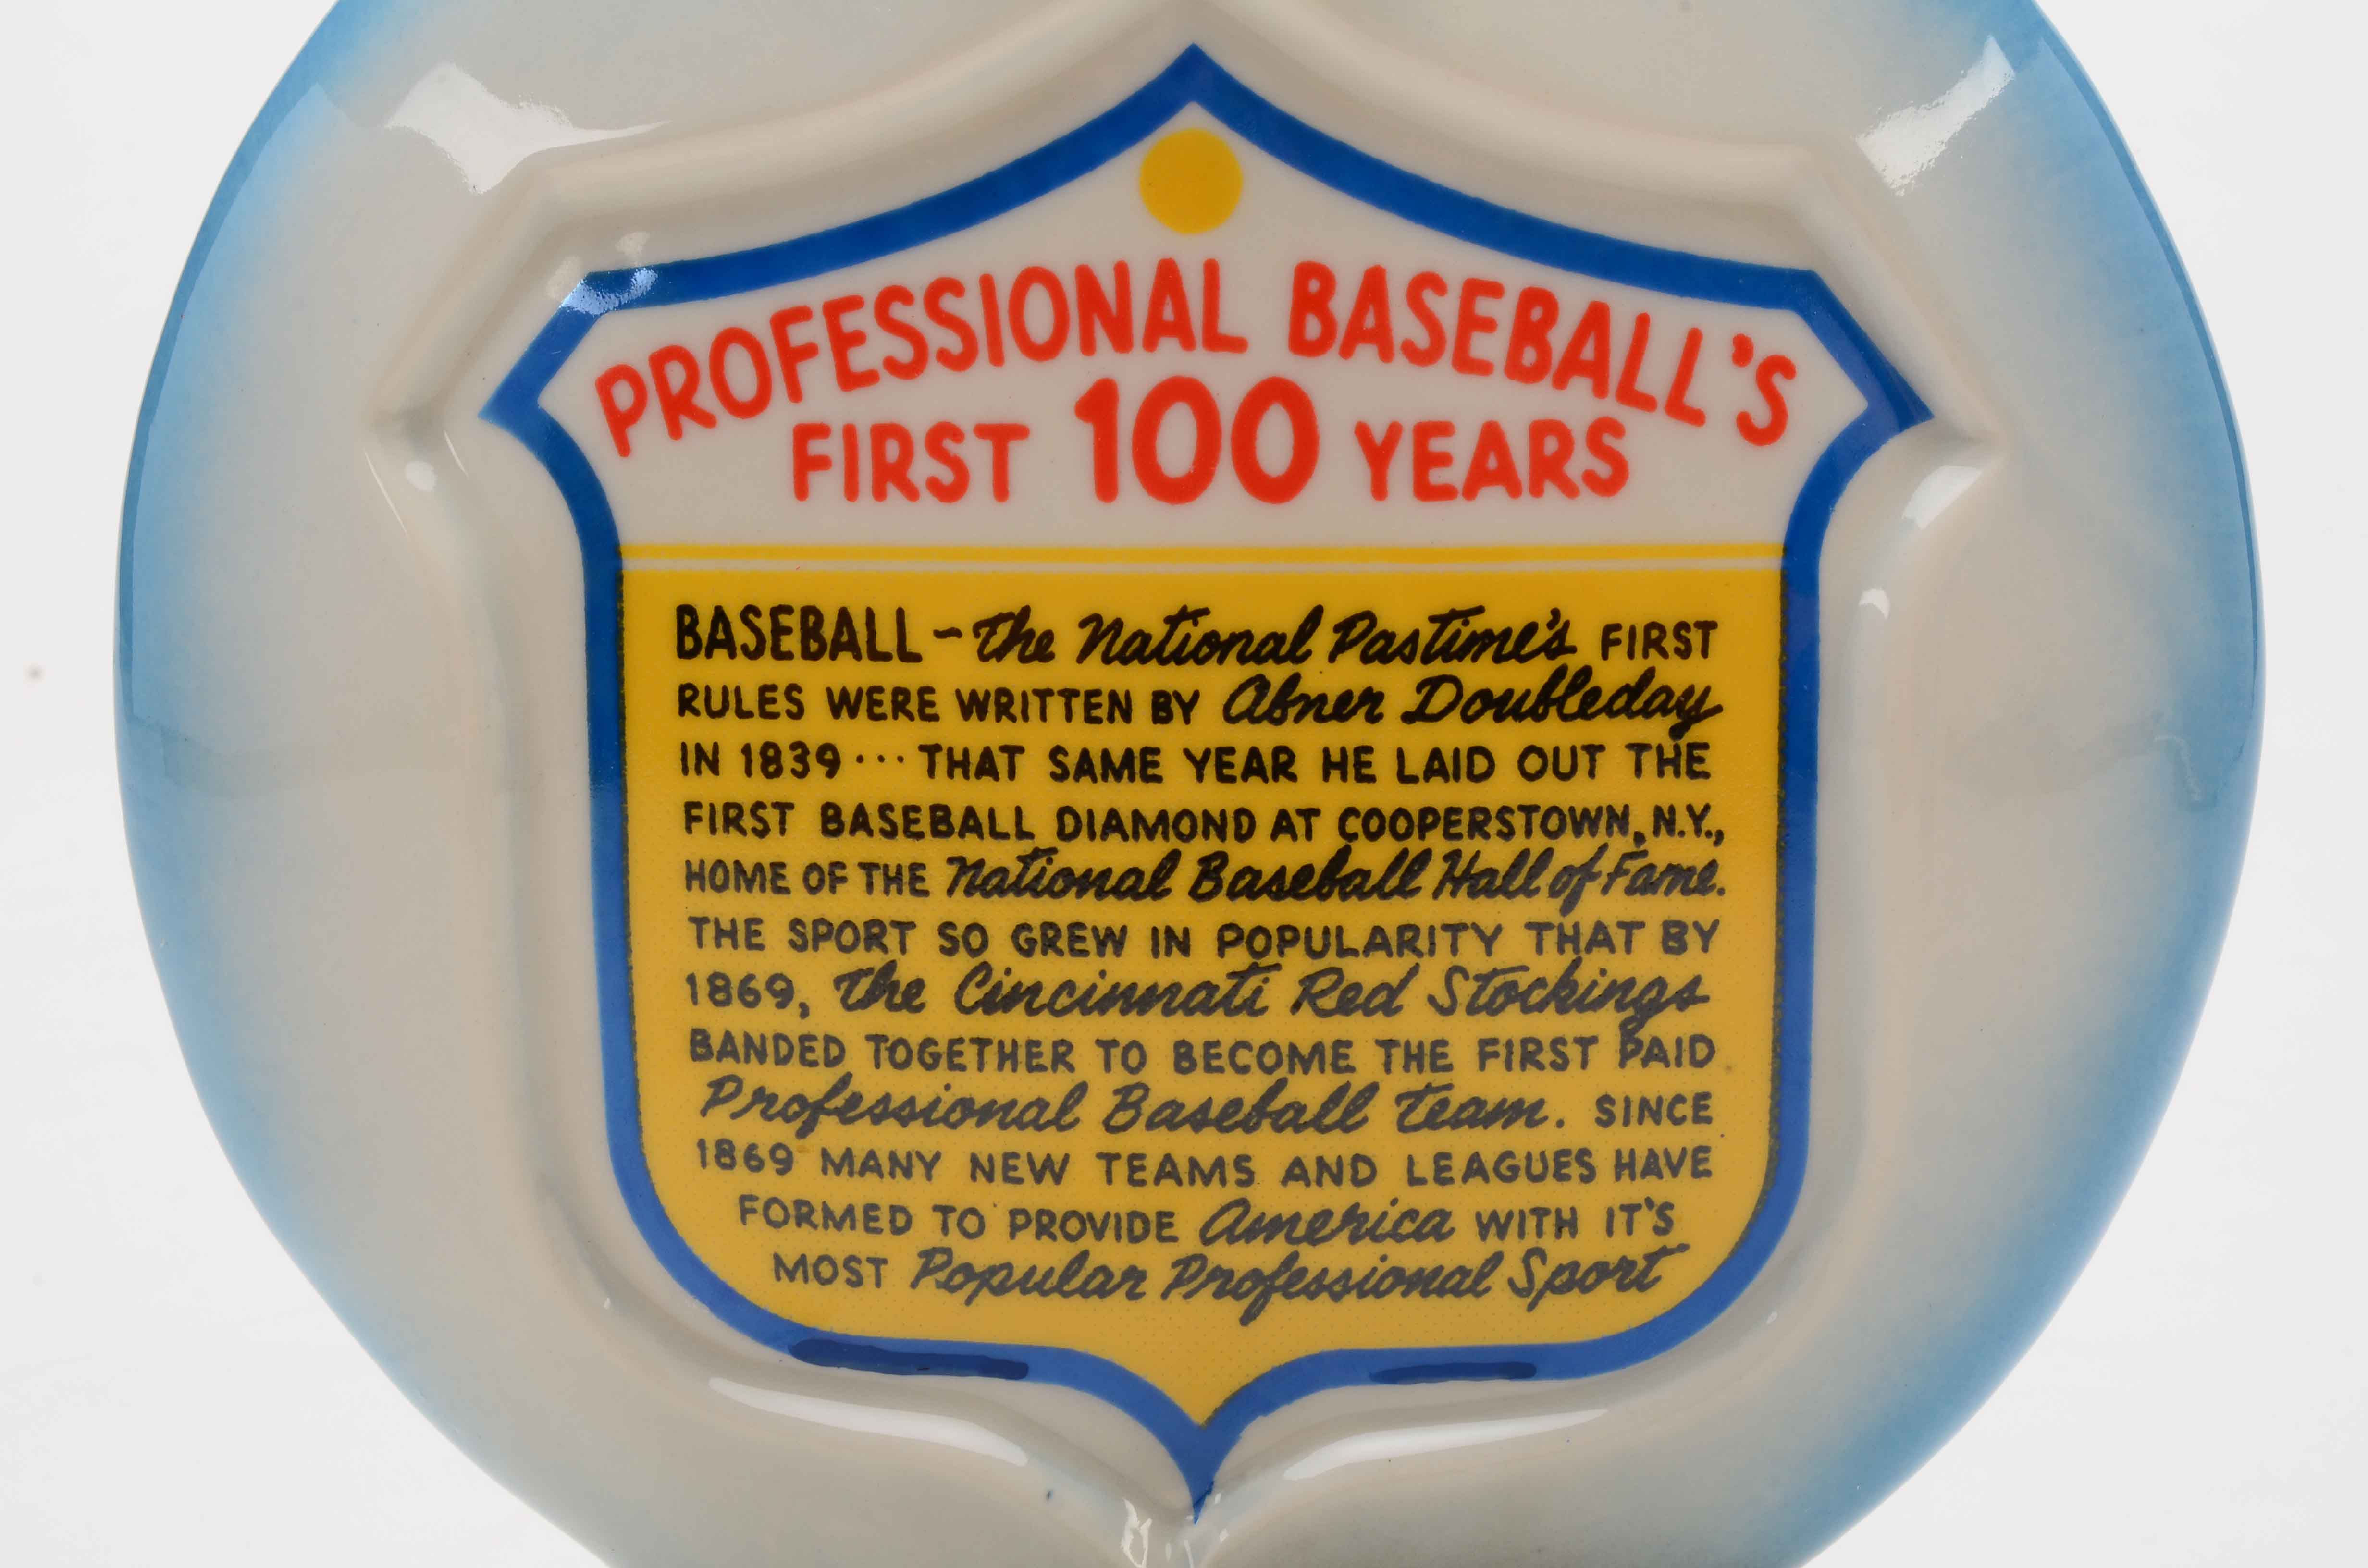 PROFESSIONAL BASEBALL'S
FIRST 100 YEARS
BASEBALL - the National Pastime's FIRST
RULES WERE WRITTEN BY Abner Doubleday
IN 1839... THAT SAME YEAR HE LAID OUT THE
FIRST BASEBALL DIAMOND AT COOPERSTOWN, N.Y.,
HOME OF THE National Baseball Hall of Fame.
THE SPORT SO GREW IN POPULARITY THAT BY
1869, the Cincinnati Red Stockings
BANDED TOGETHER TO BECOME THE FIRST PAID
Professional Baseball team. SINCE
1869 MANY NEW TEAMS AND LEAGUES HAVE
FORMED TO PROVIDE America WITH IT'S
MOST Popular Professional Sport